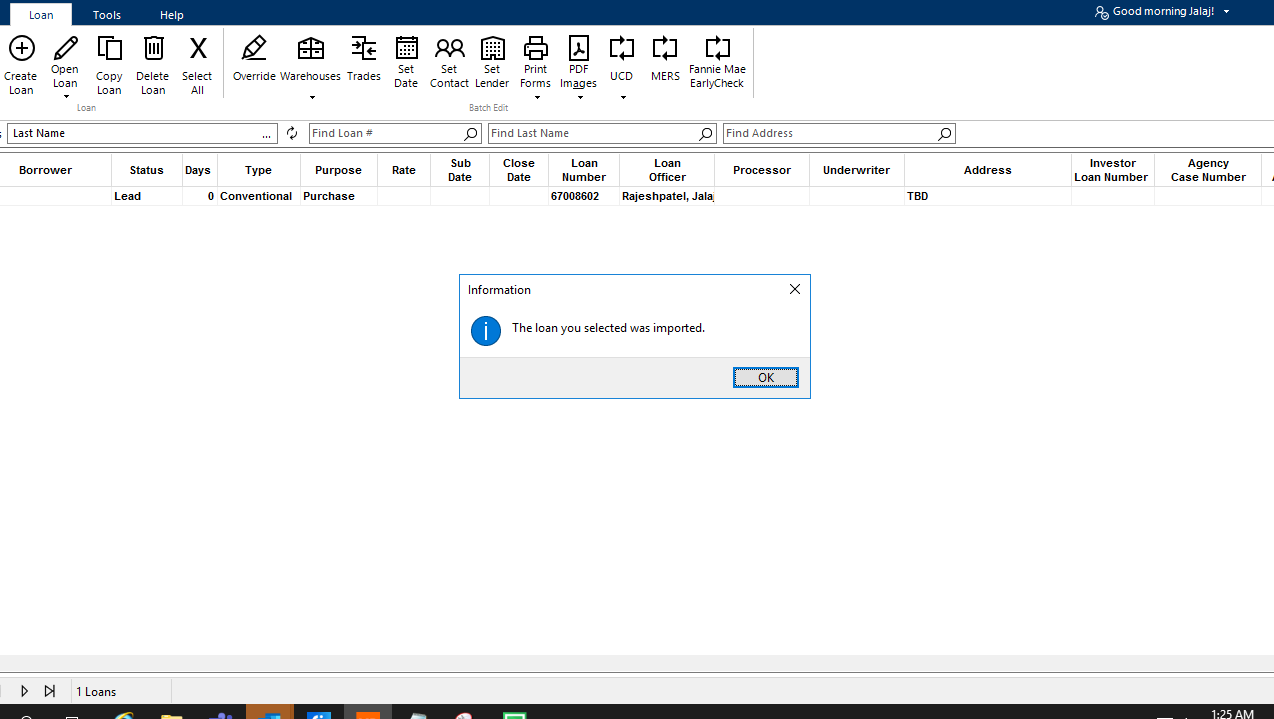 Loan Tools Help Good morning Jalaj!
Create Loan
Open Loan
Copy Loan
Delete Loan
Select All
Override
Warehouses
Trades
Set Date
Set Contact
Set Lender
Print Forms
PDF Images
UCD
MERS
Fannie Mae EarlyCheck
Loan
Batch Edit
Last Name ... Find Loan # Find Last Name Find Address
Borrower Status Days Type Purpose Rate Sub Date Close Date Loan Number Loan Officer Processor Underwriter Address Investor Loan Number Agency Case Number
Lead 0 Conventional Purchase 67008602 Rajeshpatel, Jalaj TBD
Information
The loan you selected was imported.
OK
1 Loans
1:25 AM